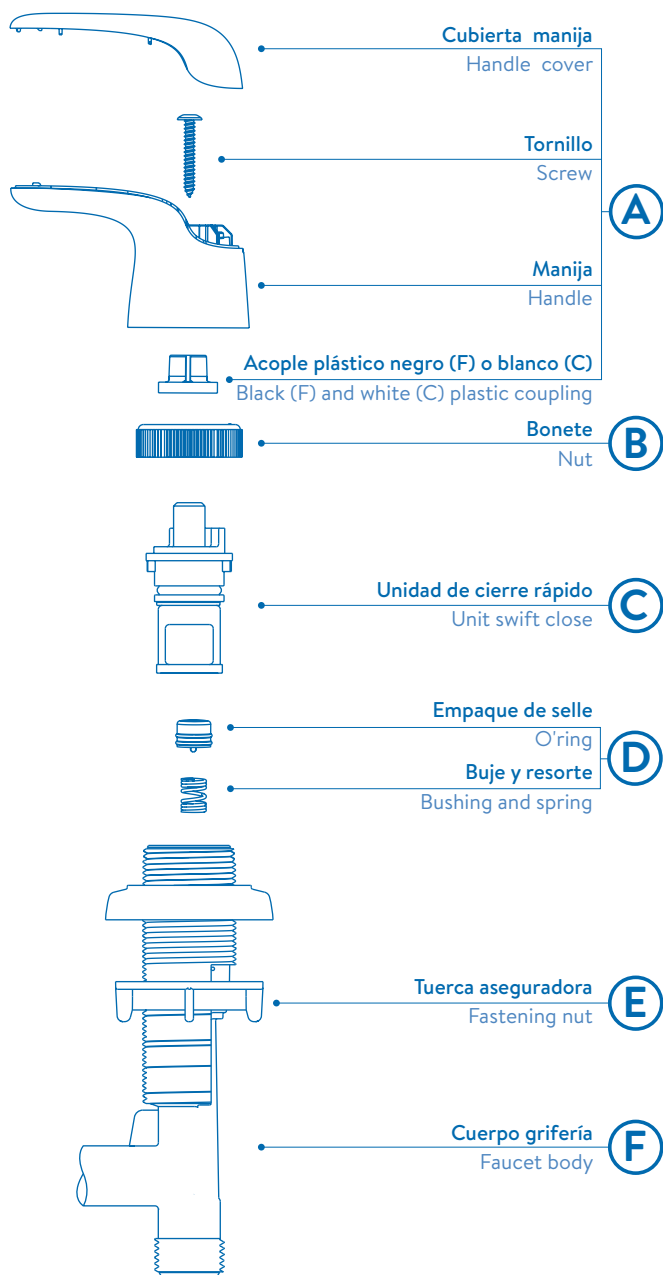 Cubierta manija
Handle cover
Tornillo
Screw
A
Manija
Handle
Acople plástico negro (F) o blanco (C)
Black (F) and white (C) plastic coupling
Bonete
Nut
B
Unidad de cierre rápido
Unit swift close
C
Empaque de selle
O'ring
D
Buje y resorte
Bushing and spring
Tuerca aseguradora
Fastening nut
E
Cuerpo grifería
Faucet body
F